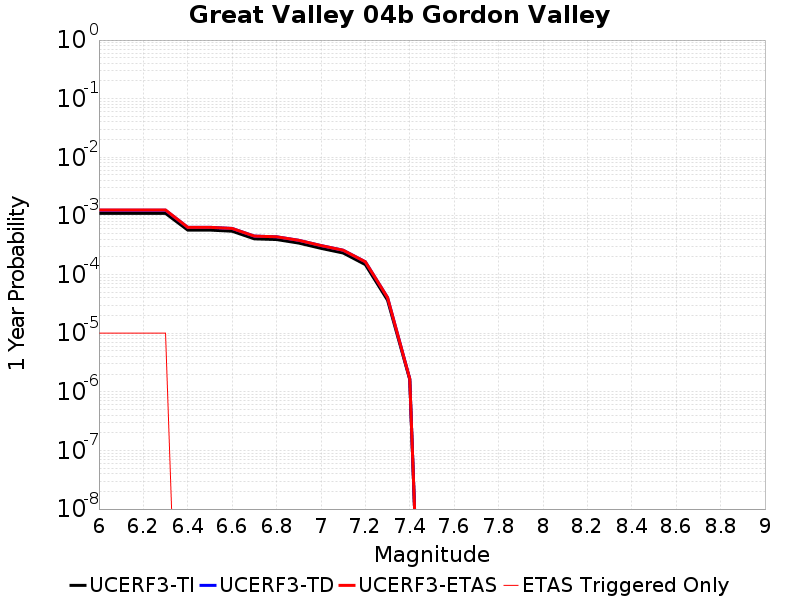 Great Valley 04b Gordon Valley
10^0
10^-1
10^-2
10^-3
10^-4
10^-5
10^-6
10^-7
10^-8
1 Year Probability
6 6.2 6.4 6.6 6.8 7 7.2 7.4 7.6 7.8 8 8.2 8.4 8.6 8.8 9
Magnitude
UCERF3-TI UCERF3-TD UCERF3-ETAS ETAS Triggered Only